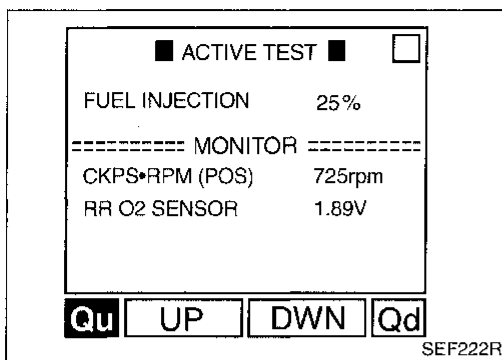 ■ ACTIVE TEST ■
FUEL INJECTION 25%
========== MONITOR ==========
CKPS•RPM (POS) 725rpm
RR O2 SENSOR 1.89V
Qu UP DWN Qd
SEF222R